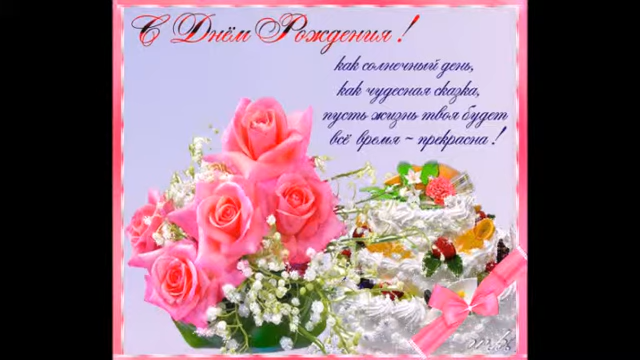 С Днём Рождения!
как солнечный день,
как чудесная сказка,
пусть жизнь твоя будет
всё время ~ прекрасна!